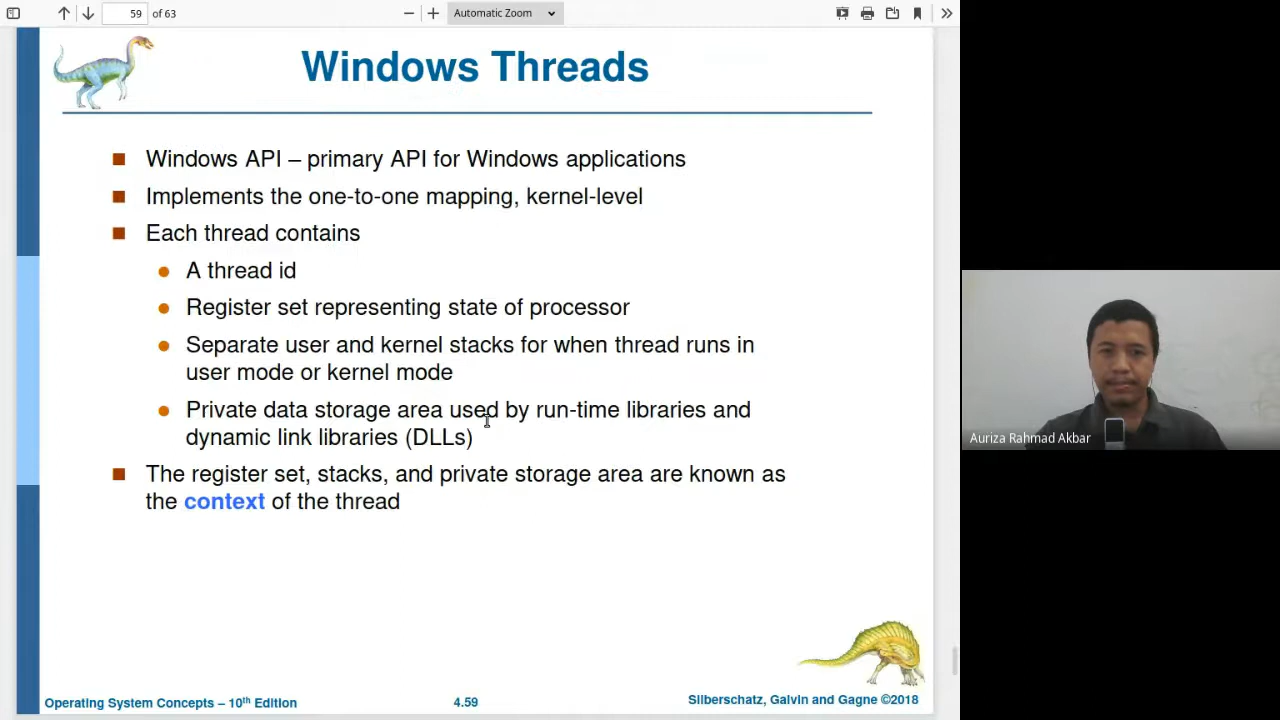 59 of 63 Automatic Zoom
Windows Threads
Windows API – primary API for Windows applications
Implements the one-to-one mapping, kernel-level
Each thread contains
A thread id
Register set representing state of processor
Separate user and kernel stacks for when thread runs in
user mode or kernel mode
Private data storage area used by run-time libraries and
dynamic link libraries (DLLs)
The register set, stacks, and private storage area are known as
the context of the thread
Auriza Rahmad Akbar
Operating System Concepts – 10th Edition 4.59 Silberschatz, Galvin and Gagne ©2018